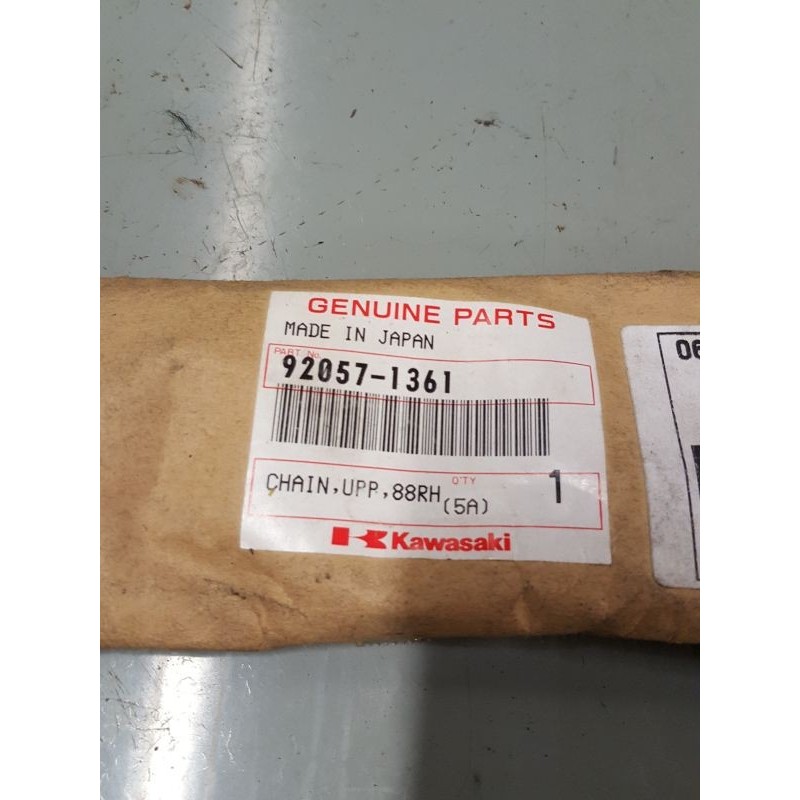 GENUINE PARTS
MADE IN JAPAN
PART No.
92057-1361
CHAIN,UPP,88RH
(5A)
Q'TY
1
Kawasaki
06